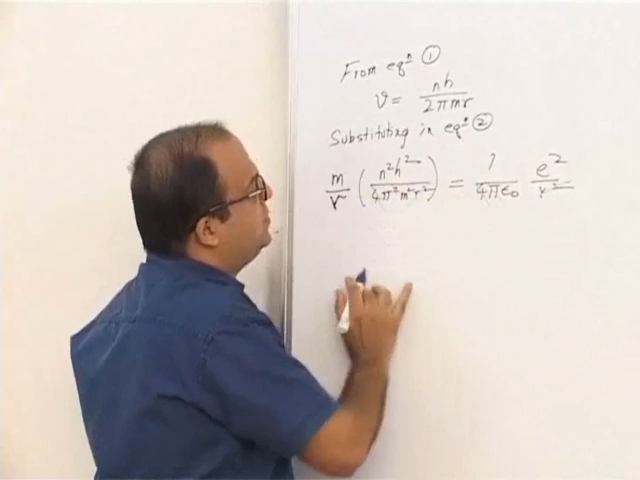 From eqⁿ ①
v = nh / 2πmr
Substituting in eqⁿ ②
m/r (n²h² / 4π²m²r²) = 1/4πε₀ e²/r²